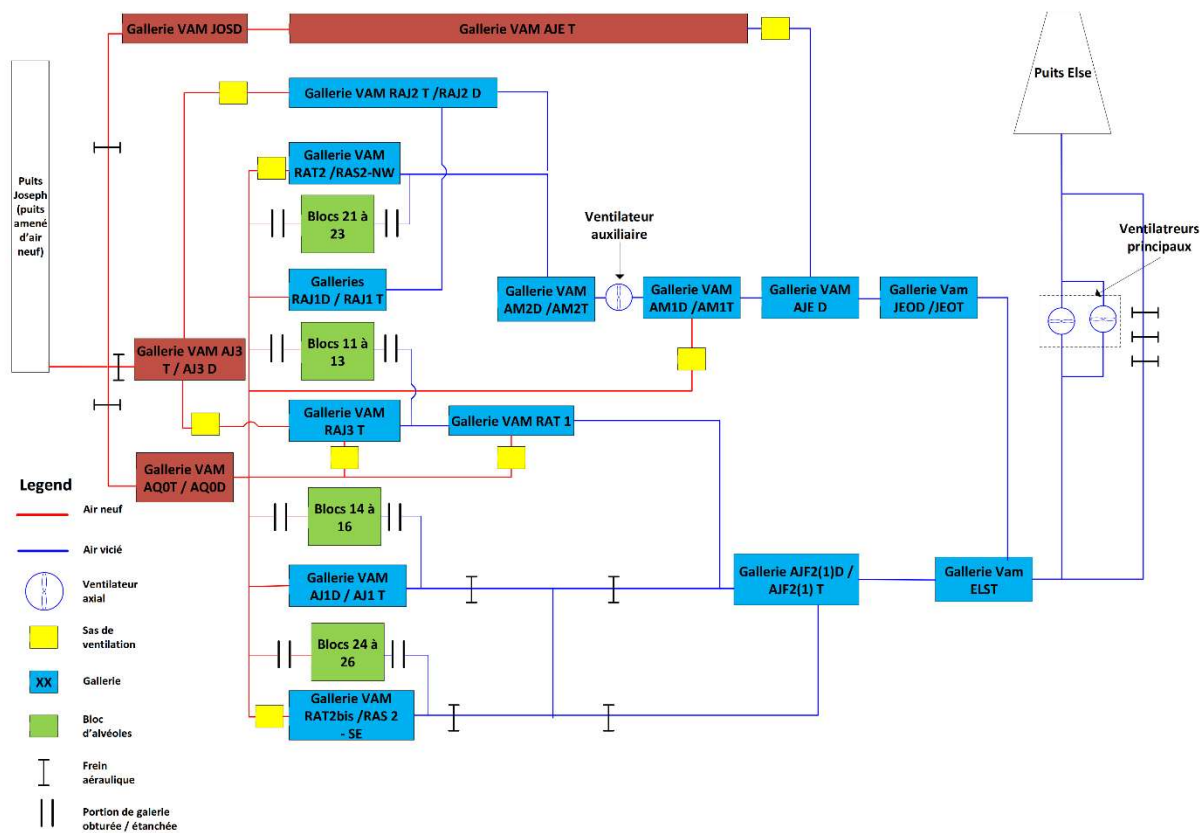 Gallerie VAM JOSD
Gallerie VAM AJE T
Puits Else
Gallerie VAM RAJ2 T /RAJ2 D
Gallerie VAM
RAT2 /RAS2-NW
Puits
Joseph
(puits
amené
d'air
neuf)
Blocs 21 à
23
Ventilateur
auxiliaire
Ventilatreurs
principaux
Galleries
RAJ1D / RAJ1 T
Gallerie VAM
AM2D /AM2T
Gallerie VAM
AM1D /AM1T
Gallerie VAM
AJE D
Gallerie Vam
JEOD /JEOT
Blocs 11 à
13
Gallerie VAM AJ3
T / AJ3 D
Gallerie VAM
RAJ3 T
Gallerie VAM RAT 1
Gallerie VAM
AQ0T / AQ0D
Blocs 14 à
16
Gallerie VAM
AJ1D / AJ1 T
Gallerie AJF2(1)D /
AJF2(1) T
Gallerie Vam
ELST
Blocs 24 à
26
Gallerie VAM
RAT2bis /RAS 2
- SE
Legend
Air neuf
Air vicié
Ventilateur
axial
Sas de
ventilation
XX
Gallerie
Bloc
d'alvéoles
Frein
aéraulique
Portion de galerie
obturée / étanchée